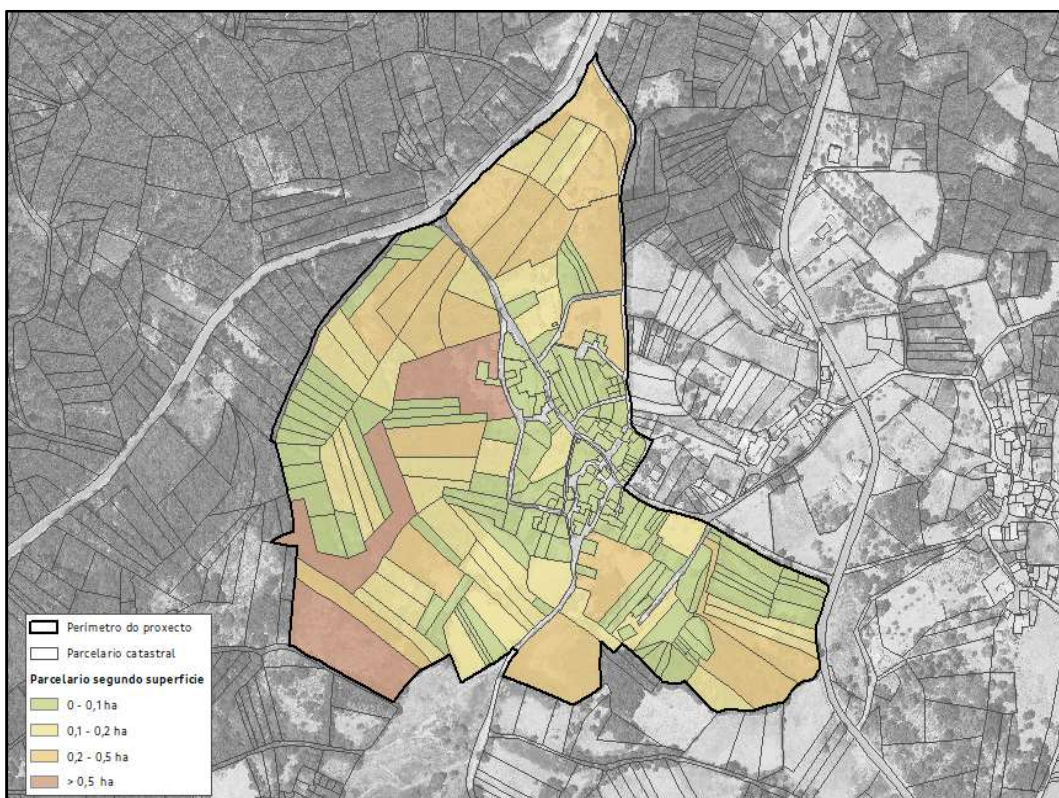 Perímetro do proxecto
Parcelario catastral
Parcelario segundo superficie
0 - 0,1 ha
0,1 - 0,2 ha
0,2 - 0,5 ha
> 0,5 ha